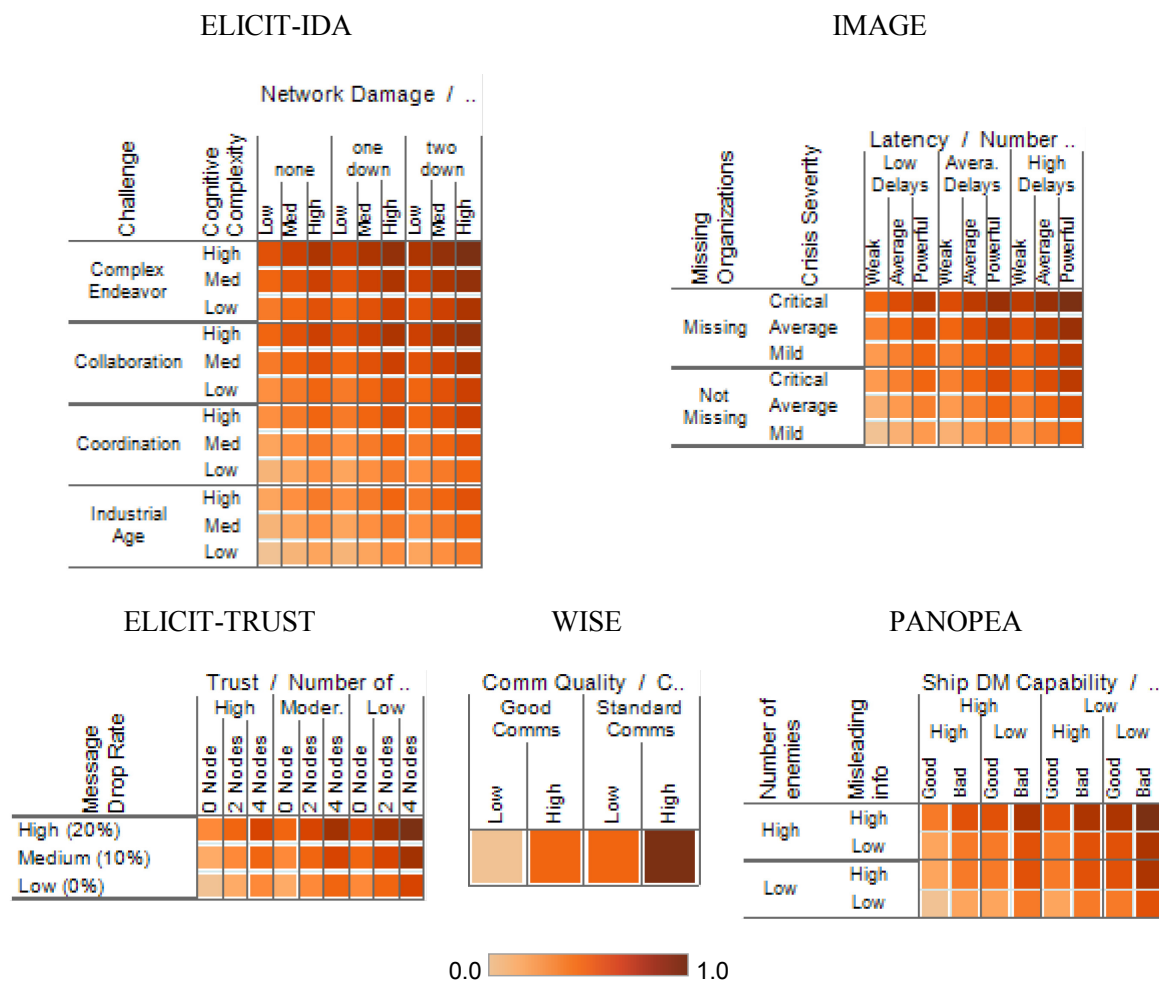 ELICIT-IDA
Network Damage / ..
Challenge
Cognitive
Complexity
none
one
down
two
down
Low
Med
High
Low
Med
High
Low
Med
High
Complex
Endeavor
High
Med
Low
Collaboration
High
Med
Low
Coordination
High
Med
Low
Industrial
Age
High
Med
Low
IMAGE
Latency / Number ..
Missing
Organizations
Crisis Severity
Low
Delays
Avera.
Delays
High
Delays
Weak
Average
Powerful
Weak
Average
Powerful
Weak
Average
Powerful
Missing
Critical
Average
Mild
Not
Missing
Critical
Average
Mild
ELICIT-TRUST
Trust / Number of ..
Message
Drop Rate
High
Moder.
Low
0 Node
2 Nodes
4 Nodes
0 Node
2 Nodes
4 Nodes
0 Node
2 Nodes
4 Nodes
High (20%)
Medium (10%)
Low (0%)
WISE
Comm Quality / C..
Good
Comms
Standard
Comms
Low
High
Low
High
PANOPEA
Ship DM Capability / ..
Number of
enemies
Misleading
info
High
Low
High
Low
High
Low
Good
Bad
Good
Bad
Good
Bad
Good
Bad
High
High
Low
Low
High
Low
0.0
1.0